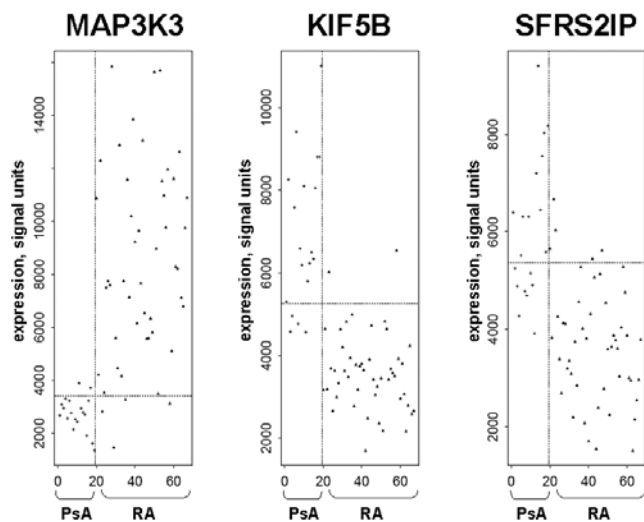 MAP3K3 KIF5B SFRS2IP
expression, signal units
2000 4000 6000 8000 10000 14000
0 20 40 60
PsA RA
expression, signal units
2000 4000 6000 8000 10000
0 20 40 60
PsA RA
expression, signal units
2000 4000 6000 8000
0 20 40 60
PsA RA